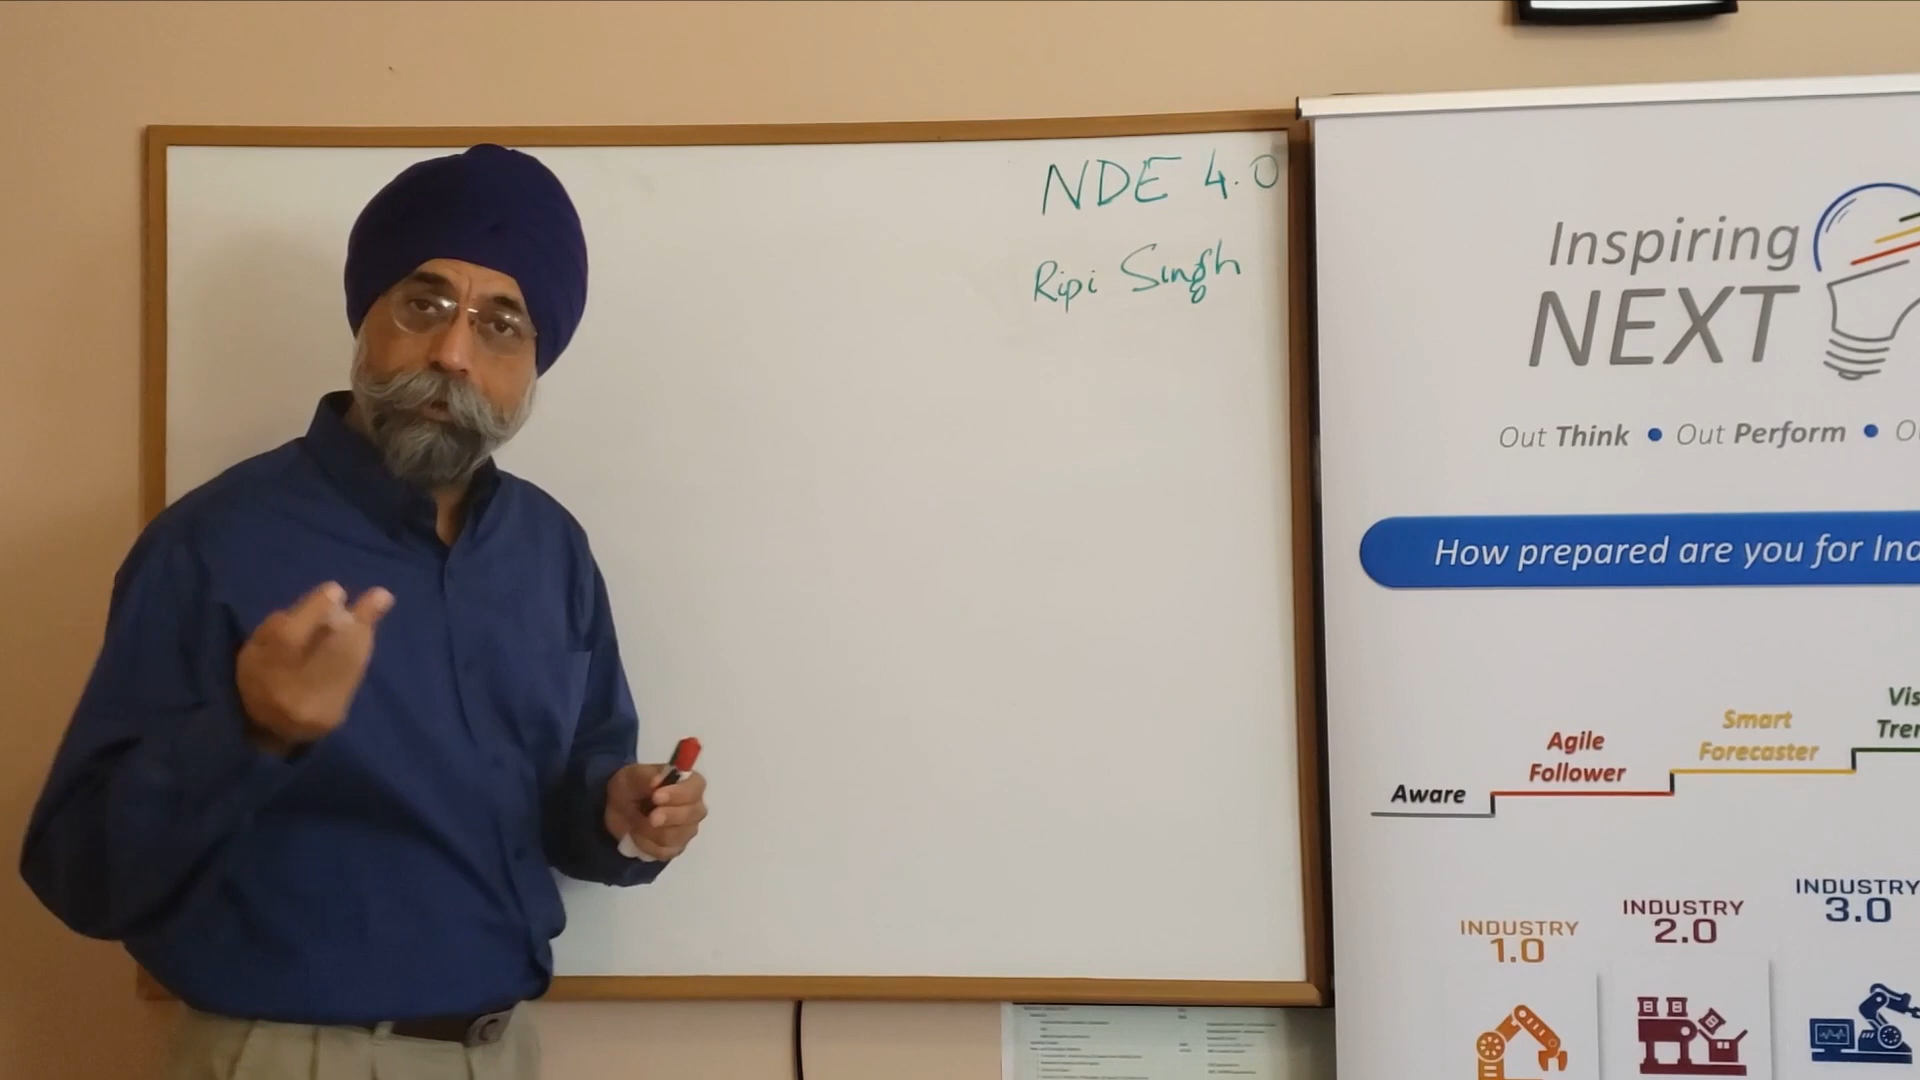 NDE 4.0
Ripi Singh
Inspiring
NEXT
Out Think • Out Perform •
How prepared are you for
Agile
Follower
Smart
Forecaster
Aware
INDUSTRY
1.0
INDUSTRY
2.0
INDUSTRY
3.0